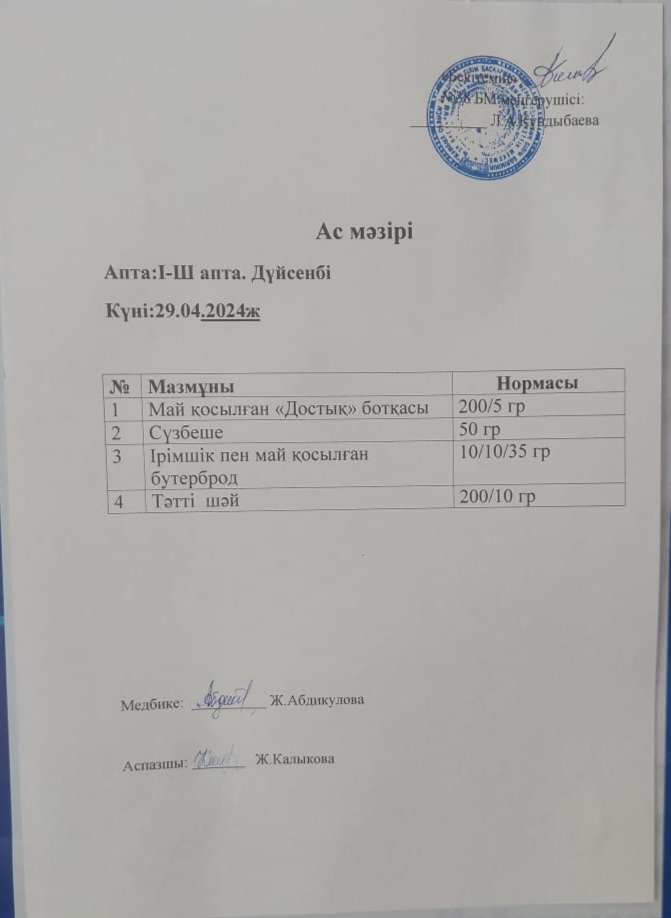 «Бекітемін»
БМ меңгерушісі:
Ас мәзірі
Апта:І-ІІІ апта. Дүйсенбі
Күні:29.04.2024ж
№ Мазмұны Нормасы
1 Май қосылған «Достық» ботқасы 200/5 гр
2 Сүзбеше 50 гр
3 Ірімшік пен май қосылған 10/10/35 гр
бутерброд
4 Тәтті шәй 200/10 гр
Медбике: Ж.Абдикулова
Аспазшы: Ж.Калыкова